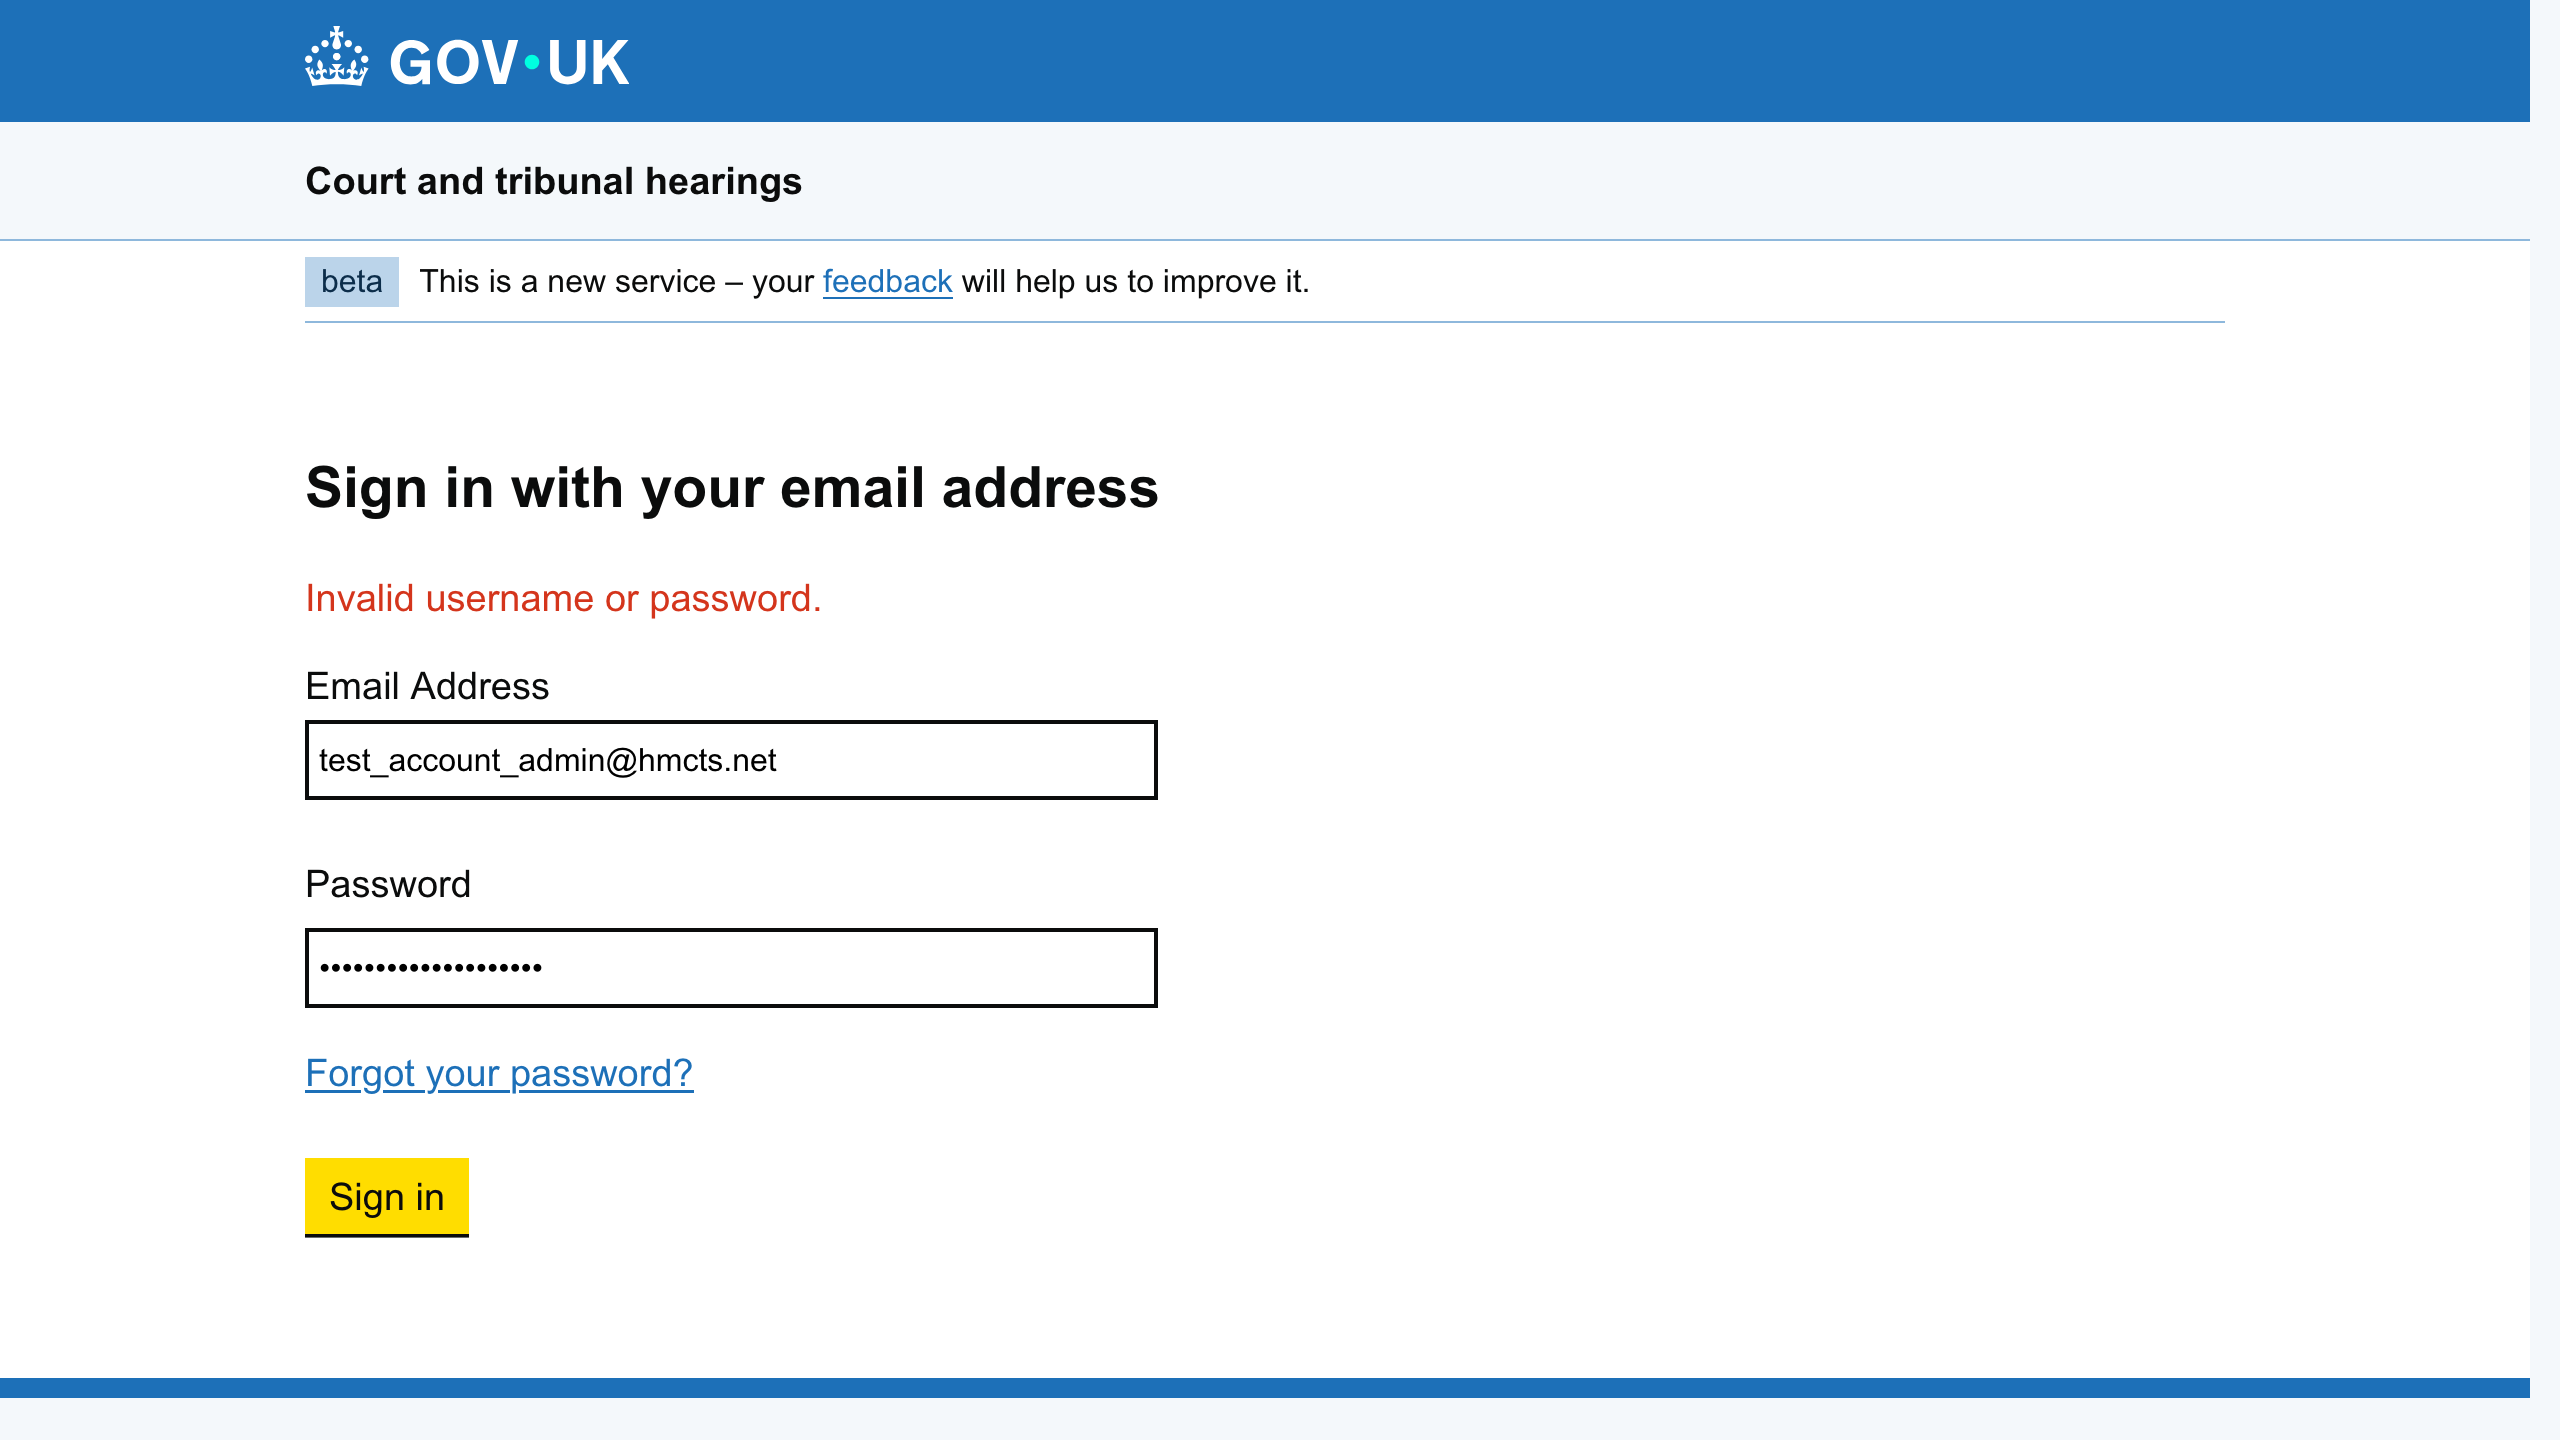 GOV•UK
Court and tribunal hearings
beta This is a new service – your feedback will help us to improve it.
Sign in with your email address
Invalid username or password.
Email Address
test_account_admin@hmcts.net
Password
••••••••••••••••••••
Forgot your password?
Sign in